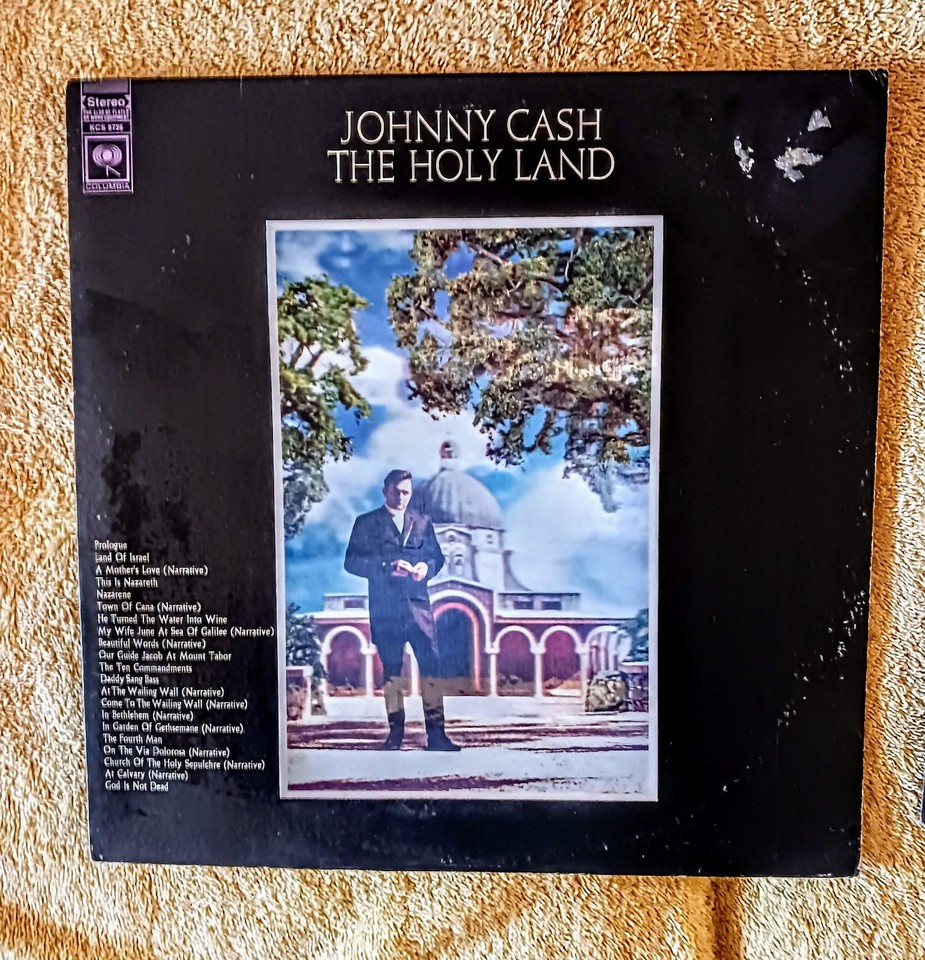 Stereo
KCS 9726
COLUMBIA
JOHNNY CASH
THE HOLY LAND
Prologue
Land Of Israel
A Mother's Love (Narrative)
This Is Nazareth
Nazarene
Town Of Cana (Narrative)
He Turned The Water Into Wine
My Wife June At Sea Of Galilee (Narrative)
Beautiful Words (Narrative)
Our Guide Jacob At Mount Tabor
The Ten Commandments
Daddy Sang Bass
At The Wailing Wall (Narrative)
Come To The Wailing Wall (Narrative)
In Bethlehem (Narrative)
In Garden Of Gethsemane (Narrative)
The Fourth Man
On The Via Dolorosa (Narrative)
Church Of The Holy Sepulchre (Narrative)
At Calvary (Narrative)
God Is Not Dead